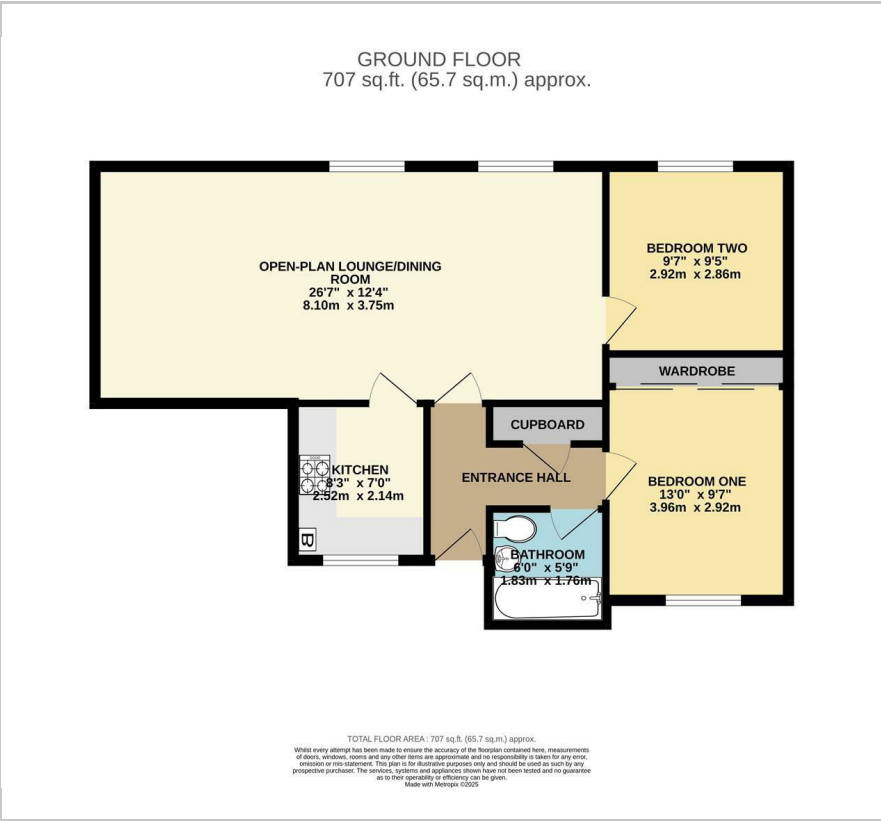 GROUND FLOOR
707 sq.ft. (65.7 sq.m.) approx.
OPEN-PLAN LOUNGE/DINING
ROOM
26'7" x 12'4"
8.10m x 3.75m
BEDROOM TWO
9'7" x 9'5"
2.92m x 2.86m
WARDROBE
CUPBOARD
KITCHEN
8'3" x 7'0"
2.52m x 2.14m
ENTRANCE HALL
BEDROOM ONE
13'0" x 9'7"
3.96m x 2.92m
B
BATHROOM
6'0" x 5'9"
1.83m x 1.76m
TOTAL FLOOR AREA : 707 sq.ft. (65.7 sq.m.) approx.
Whilst every attempt has been made to ensure the accuracy of the floorplan contained here, measurements
of doors, windows, rooms and any other items are approximate and no responsibility is taken for any error,
omission or mis-statement. This plan is for illustrative purposes only and should be used as such by any
prospective purchaser. The services, systems and appliances shown have not been tested and no guarantee
as to their operability or efficiency can be given.
Made with Metropix ©2025